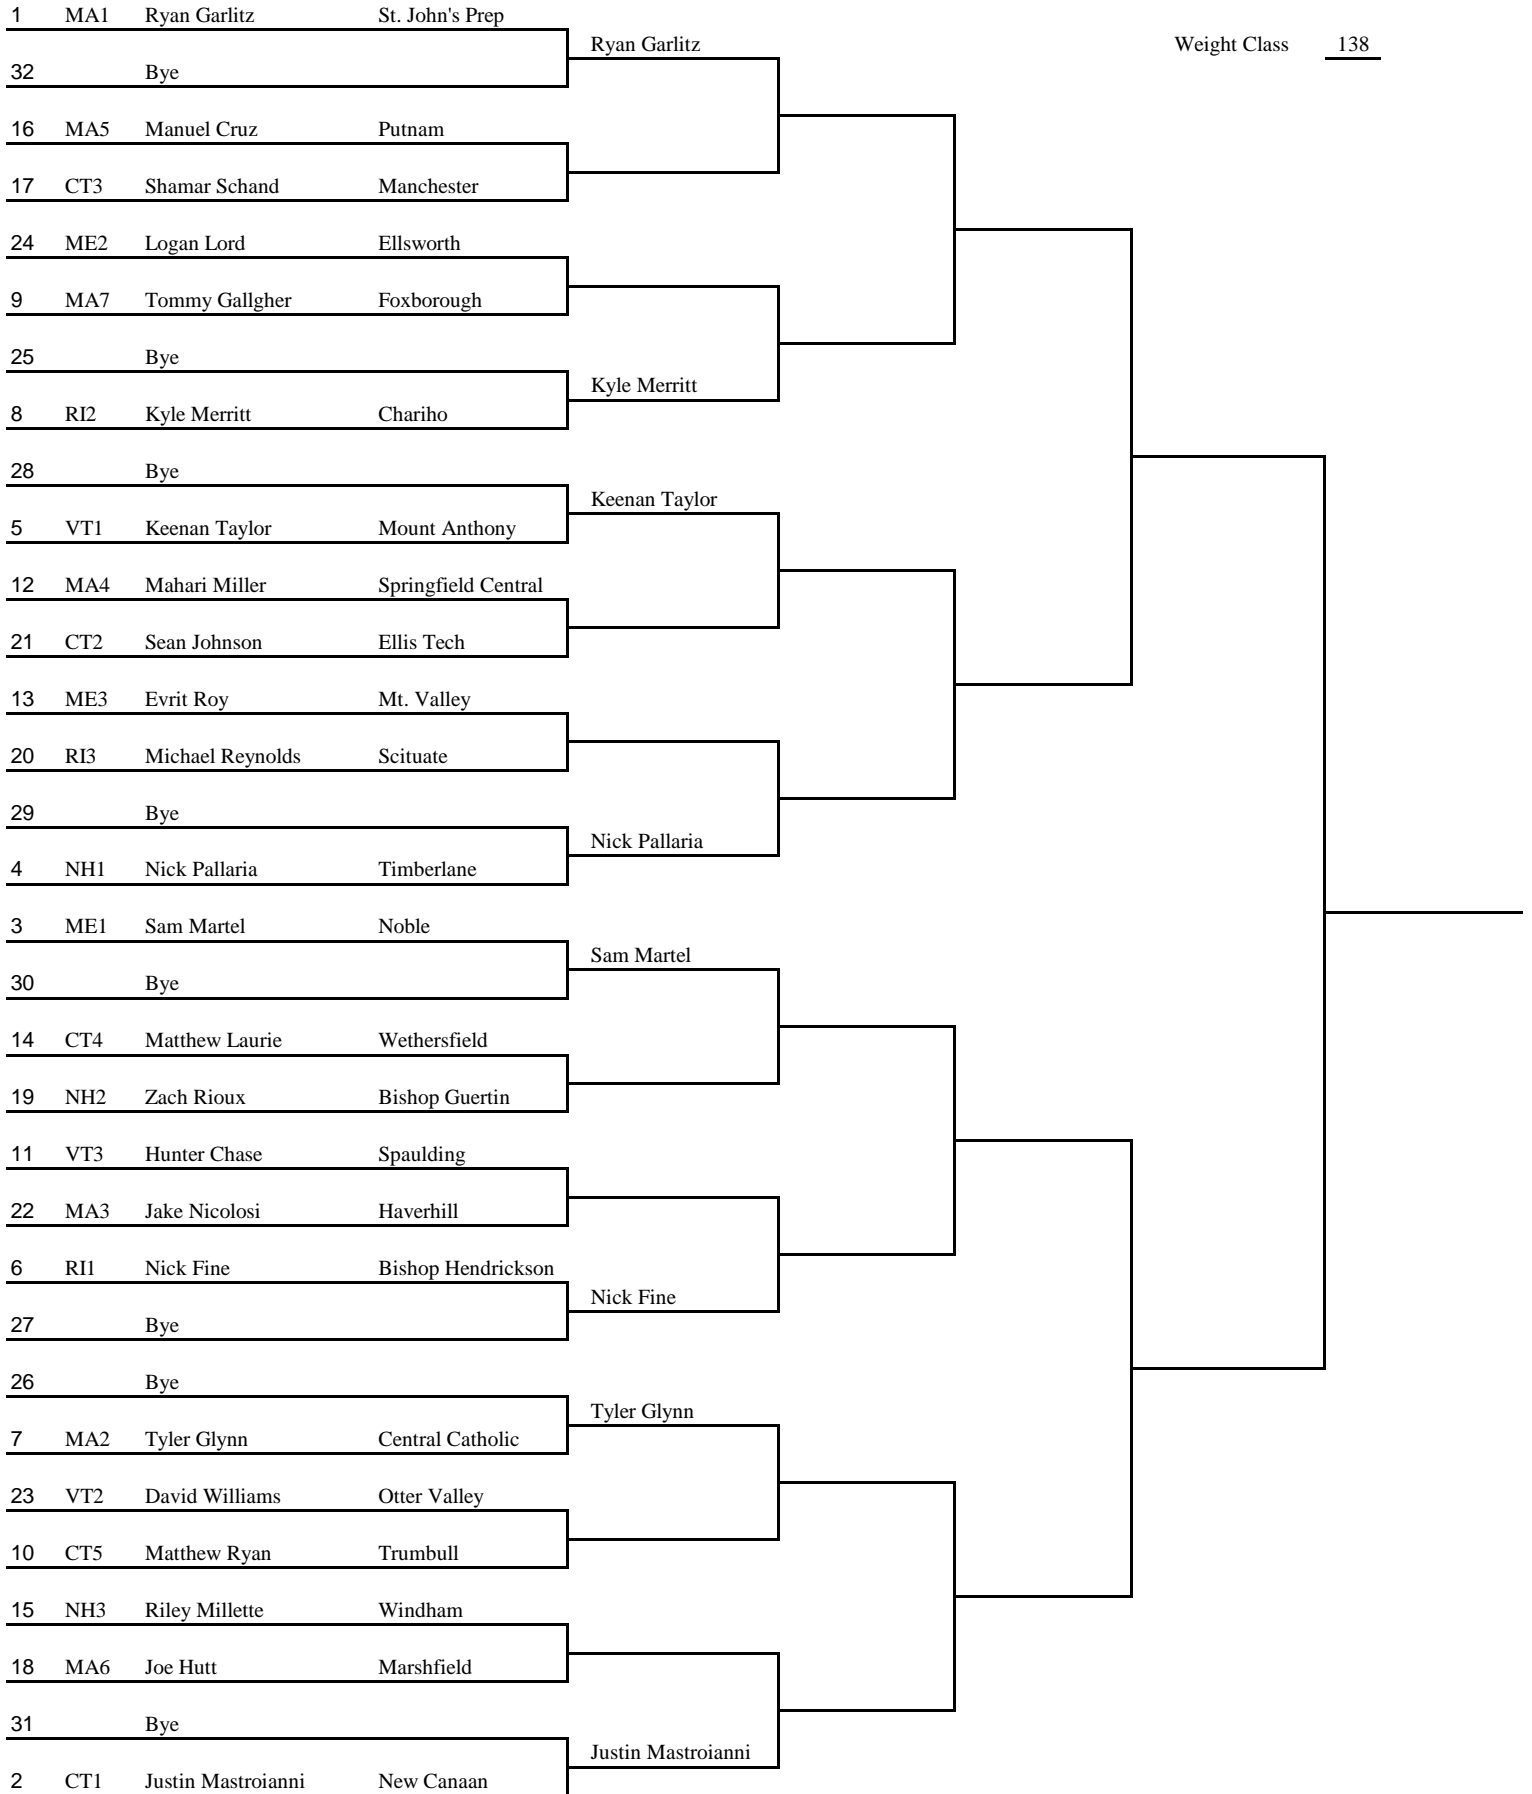 1 MA1 Ryan Garlitz St. John's Prep
Ryan Garlitz Weight Class 138
32 Bye
16 MA5 Manuel Cruz Putnam
17 CT3 Shamar Schand Manchester
24 ME2 Logan Lord Ellsworth
9 MA7 Tommy Gallgher Foxborough
25 Bye
Kyle Merritt
8 RI2 Kyle Merritt Chariho
28 Bye
Keenan Taylor
5 VT1 Keenan Taylor Mount Anthony
12 MA4 Mahari Miller Springfield Central
21 CT2 Sean Johnson Ellis Tech
13 ME3 Evrit Roy Mt. Valley
20 RI3 Michael Reynolds Scituate
29 Bye
Nick Pallaria
4 NH1 Nick Pallaria Timberlane
3 ME1 Sam Martel Noble
Sam Martel
30 Bye
14 CT4 Matthew Laurie Wethersfield
19 NH2 Zach Rioux Bishop Guertin
11 VT3 Hunter Chase Spaulding
22 MA3 Jake Nicolosi Haverhill
6 RI1 Nick Fine Bishop Hendrickson
Nick Fine
27 Bye
26 Bye
Tyler Glynn
7 MA2 Tyler Glynn Central Catholic
23 VT2 David Williams Otter Valley
10 CT5 Matthew Ryan Trumbull
15 NH3 Riley Millette Windham
18 MA6 Joe Hutt Marshfield
31 Bye
Justin Mastroianni
2 CT1 Justin Mastroianni New Canaan